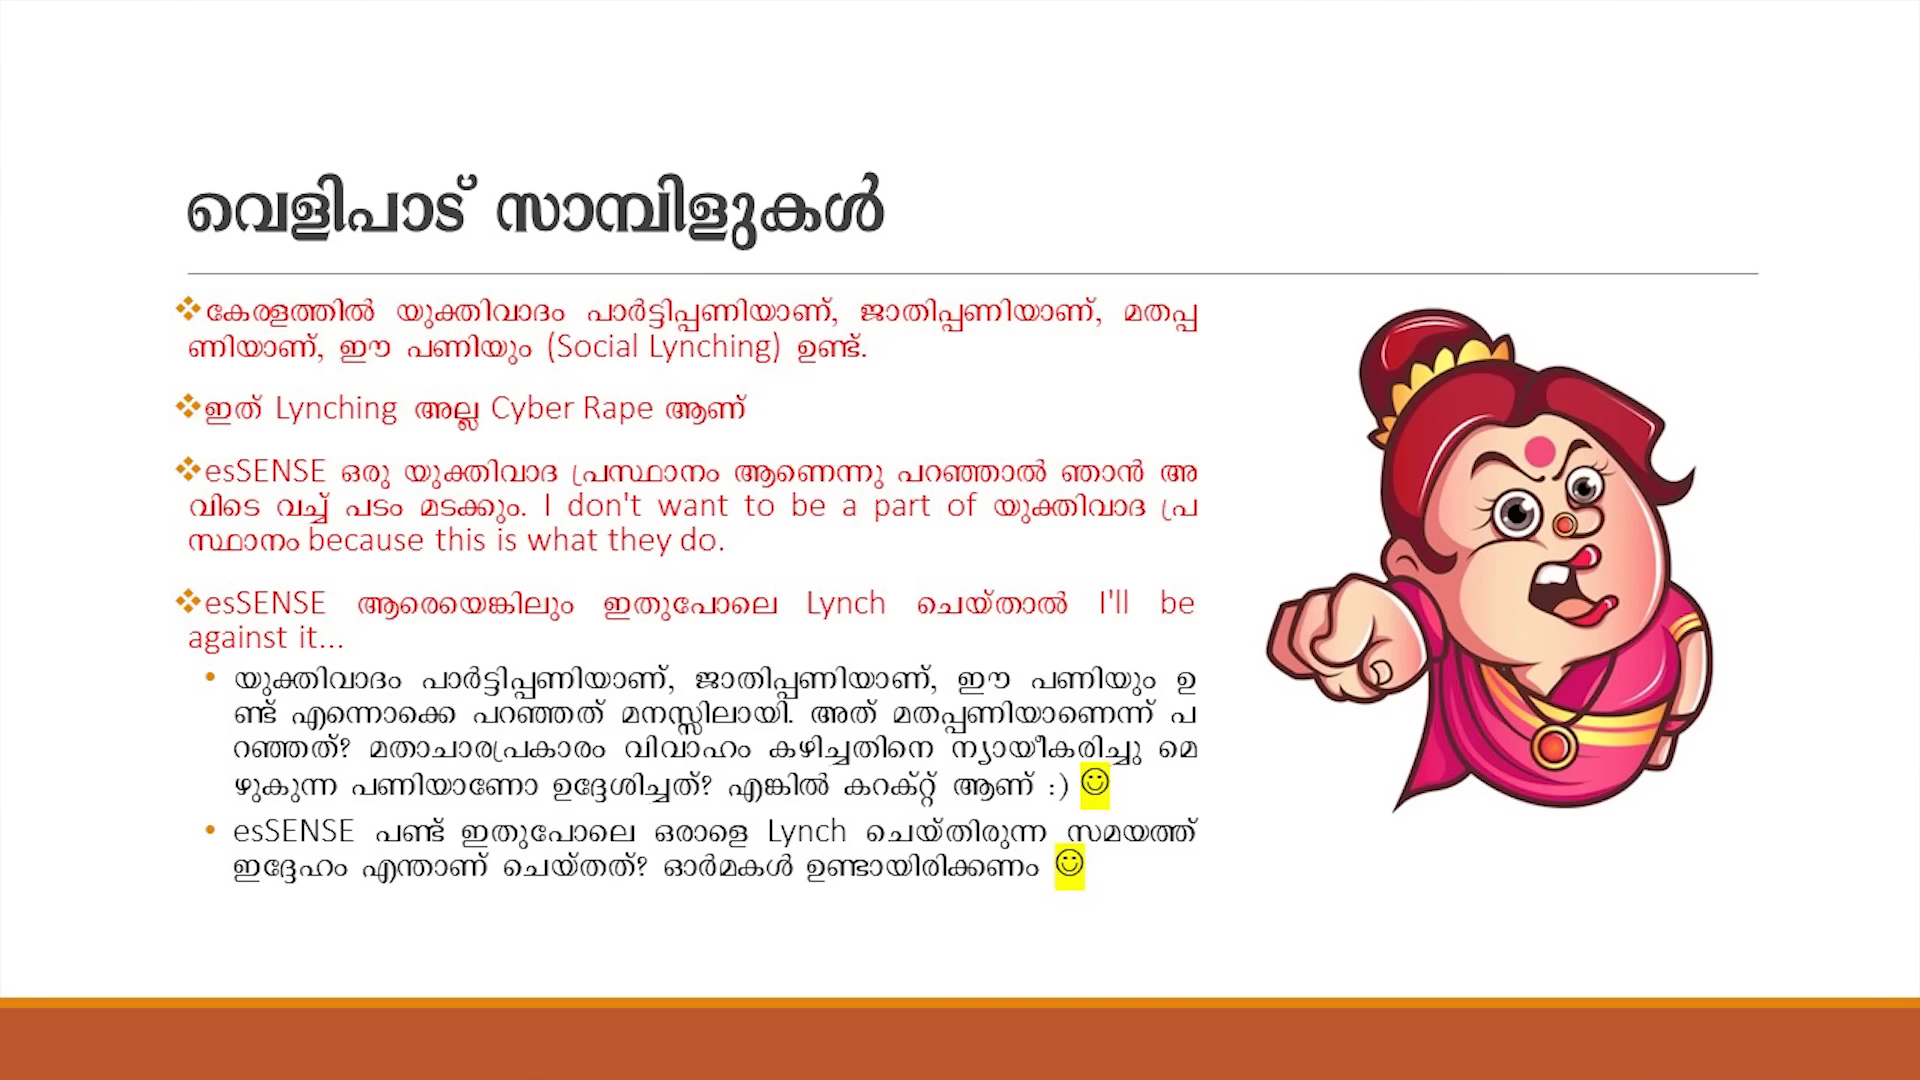 വെളിപാട് സാമ്പിളുകൾ
കേരളത്തിൽ യുക്തിവാദം പാർട്ടിപ്പണിയാണ്, ജാതിപ്പണിയാണ്, മതപ്പ
ണിയാണ്, ഈ പണിയും (Social Lynching) ഉണ്ട്.
ഇത് Lynching അല്ല Cyber Rape ആണ്
esSENSE ഒരു യുക്തിവാദ പ്രസ്ഥാനം ആണെന്നു പറഞ്ഞാൽ ഞാൻ അ
വിടെ വച്ച് പടം മടക്കും. I don't want to be a part of യുക്തിവാദ പ്ര
സ്ഥാനം because this is what they do.
esSENSE ആരെയെങ്കിലും ഇതുപോലെ Lynch ചെയ്താൽ I'll be
against it...
യുക്തിവാദം പാർട്ടിപ്പണിയാണ്, ജാതിപ്പണിയാണ്, ഈ പണിയും ഉ
ണ്ട് എന്നൊക്കെ പറഞ്ഞത് മനസ്സിലായി. അത് മതപ്പണിയാണെന്ന് പ
റഞ്ഞത്? മതാചാരപ്രകാരം വിവാഹം കഴിച്ചതിനെ ന്യായീകരിച്ചു മെ
ഴുകുന്ന പണിയാണോ ഉദ്ദേശിച്ചത്? എങ്കിൽ കറക്റ്റ് ആണ് :) ☺
esSENSE പണ്ട് ഇതുപോലെ ഒരാളെ Lynch ചെയ്തിരുന്ന സമയത്ത്
ഇദ്ദേഹം എന്താണ് ചെയ്തത്? ഓർമകൾ ഉണ്ടായിരിക്കണം ☺